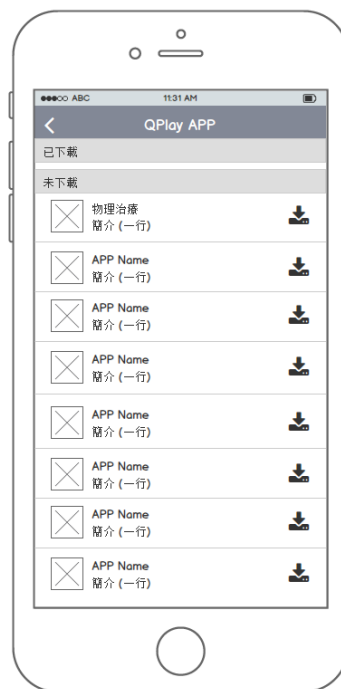 ABC 11:31 AM
QPlay APP
已下載
未下載
物理治療
簡介 (一行)
APP Name
簡介 (一行)
APP Name
簡介 (一行)
APP Name
簡介 (一行)
APP Name
簡介 (一行)
APP Name
簡介 (一行)
APP Name
簡介 (一行)
APP Name
簡介 (一行)